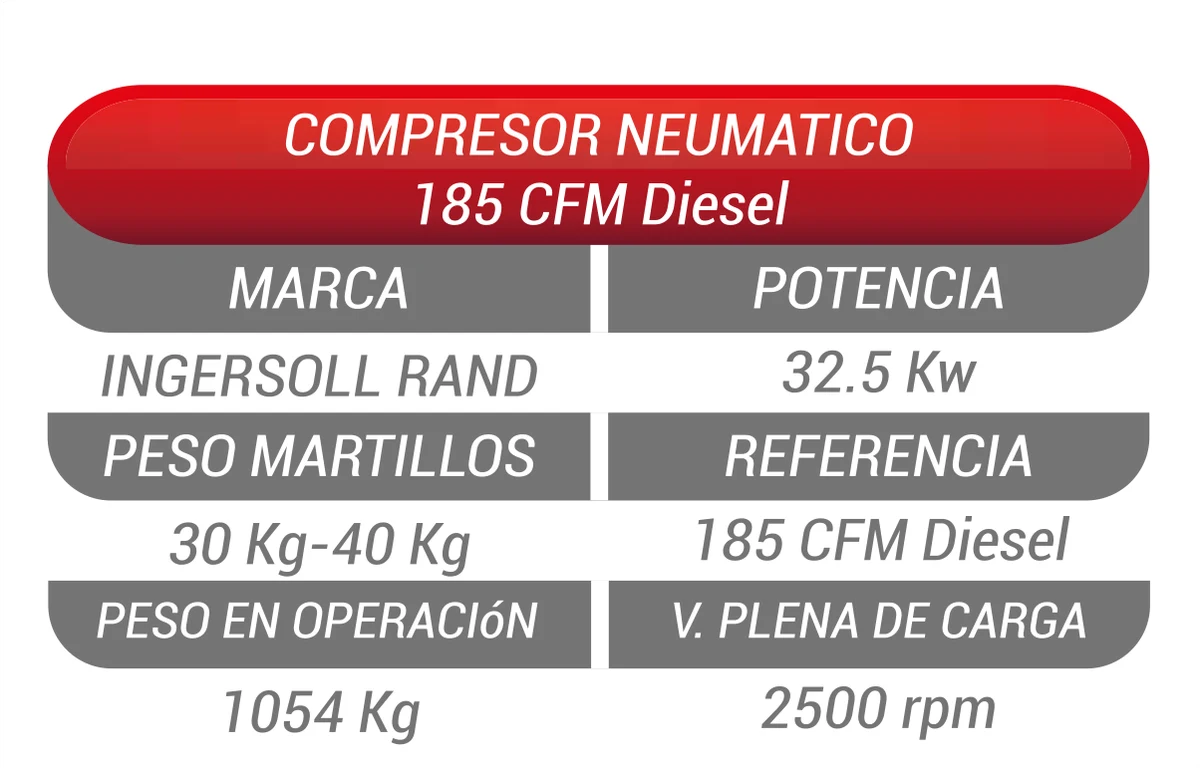 COMPRESOR NEUMATICO
185 CFM Diesel
MARCA
POTENCIA
INGERSOLL RAND
32.5 Kw
PESO MARTILLOS
REFERENCIA
30 Kg-40 Kg
185 CFM Diesel
PESO EN OPERACIóN
V. PLENA DE CARGA
1054 Kg
2500 rpm